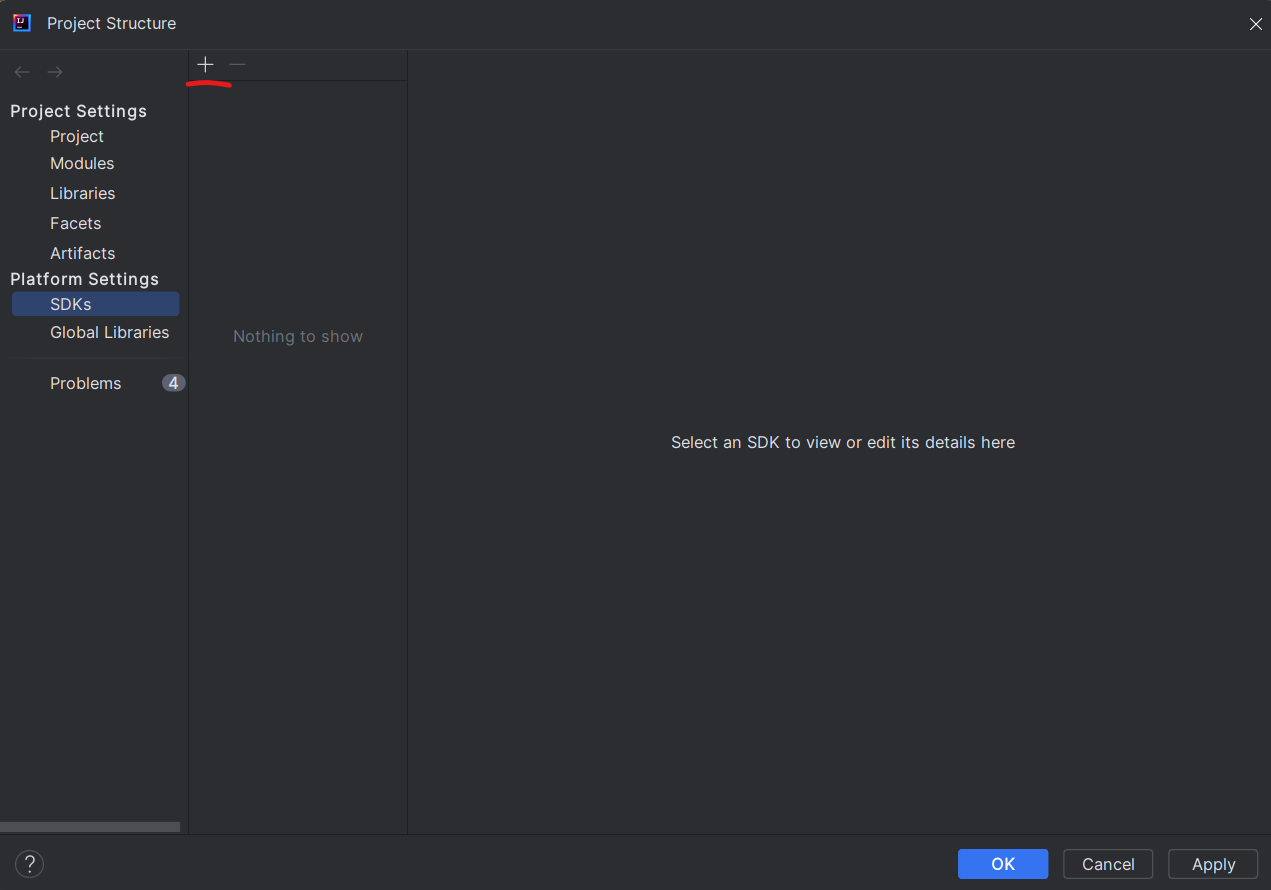 Project Structure
Project Settings
Project
Modules
Libraries
Facets
Artifacts
Platform Settings
SDKs
Global Libraries
Problems 4
Nothing to show
Select an SDK to view or edit its details here
? OK Cancel Apply